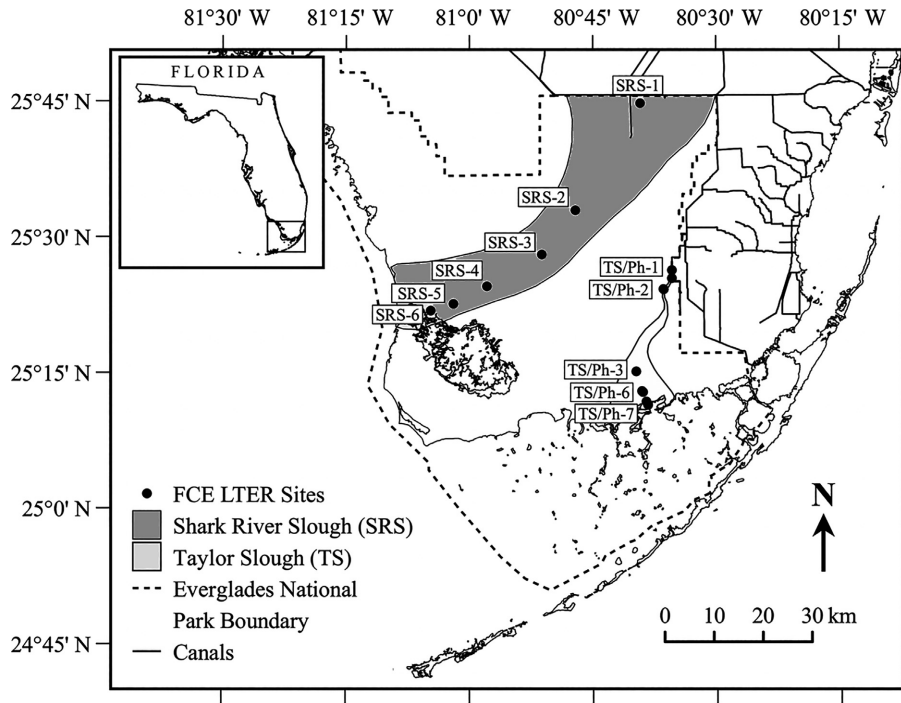 81°30' W 81°15' W 81°0' W 80°45' W 80°30' W 80°15' W
FLORIDA
25°45' N
25°30' N
25°15' N
25°0' N
24°45' N
SRS-1
SRS-2
SRS-3
SRS-4
SRS-5
SRS-6
TS/Ph-1
TS/Ph-2
TS/Ph-3
TS/Ph-6
TS/Ph-7
FCE LTER Sites
Shark River Slough (SRS)
Taylor Slough (TS)
Everglades National
Park Boundary
Canals
N
0 10 20 30 km